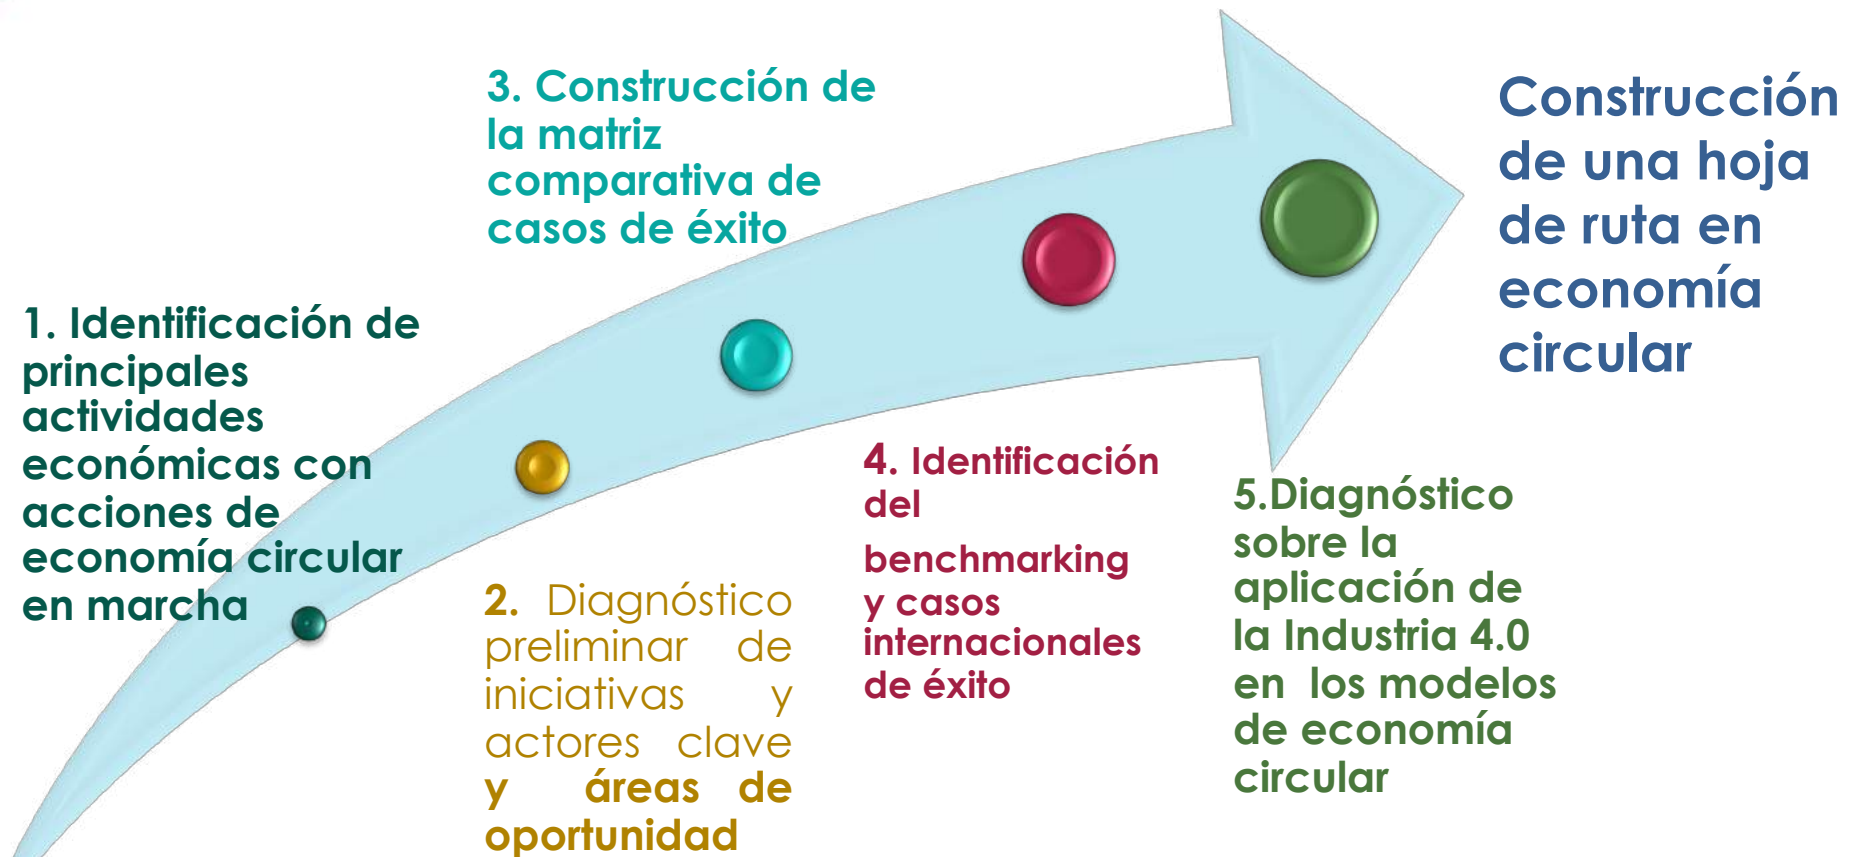 1. Identificación de
principales
actividades
económicas con
acciones de
economía circular
en marcha
2. Diagnóstico
preliminar de
iniciativas y
actores clave
y áreas de
oportunidad
3. Construcción de
la matriz
comparativa de
casos de éxito
4. Identificación
del
benchmarking
y casos
internacionales
de éxito
5.Diagnóstico
sobre la
aplicación de
la Industria 4.0
en los modelos
de economía
circular
Construcción
de una hoja
de ruta en
economía
circular